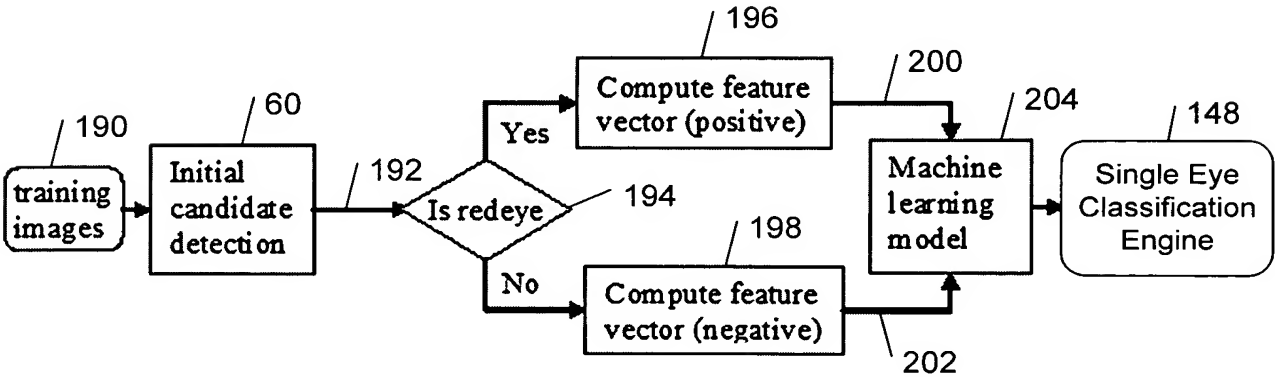 190
training
images
60
Initial
candidate
detection
192
Is redeye
194
Yes
No
196
Compute feature
vector (positive)
198
Compute feature
vector (negative)
200
202
204
Machine
learning
model
148
Single Eye
Classification
Engine